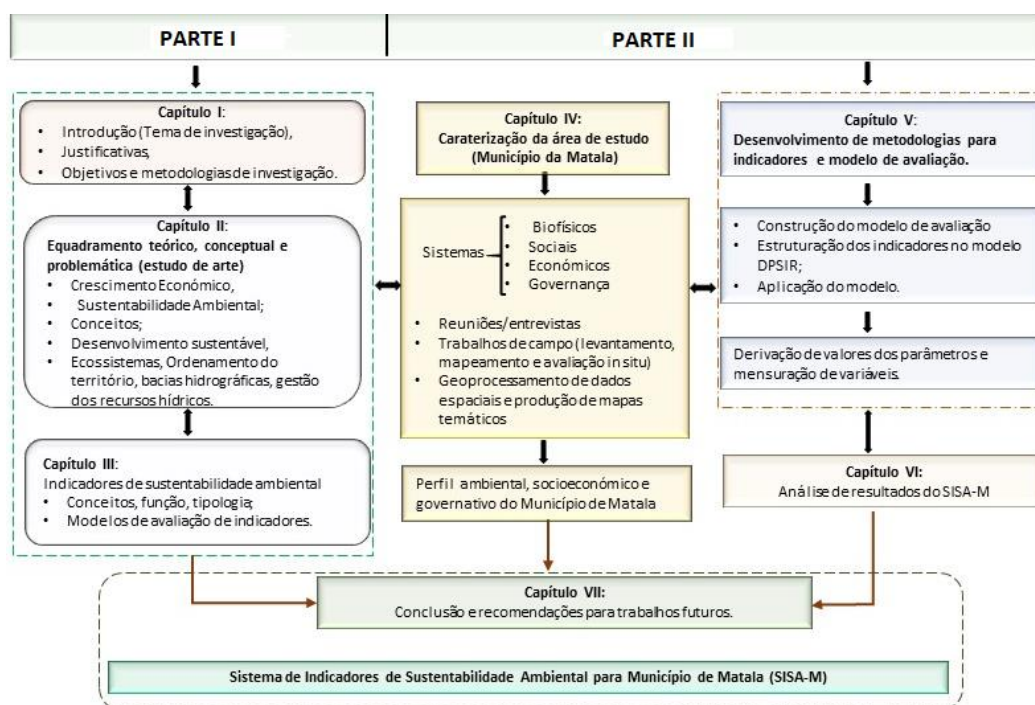 PARTE I
PARTE II
Capítulo I:
• Introdução (Tema de investigação),
• Justificativas,
• Objetivos e metodologias de investigação.
Capítulo II:
Equadramento teórico, conceptual e
problemática (estudo de arte)
• Crescimento Económico,
• Sustentabilidade Ambiental;
• Conceitos;
• Desenvolvimento sustentável,
• Ecossistemas, Ordenamento do
território, bacias hidrográficas, gestão
dos recursos hídricos.
Capítulo III:
Indicadores de sustentabilidade ambiental
• Conceitos, função, tipologia;
• Modelos de avaliação de indicadores.
Capítulo IV:
Caraterização da área de estudo
(Município da Matala)
Sistemas
• Biofísicos
• Sociais
• Económicos
• Governança
• Reuniões/entrevistas
• Trabalhos de campo (levantamento,
mapeamento e avaliação in situ)
• Geoprocessamento de dados
espaciais e produção de mapas
temáticos
Perfil ambiental, socioeconómico e
governativo do Município de Matala
Capítulo V:
Desenvolvimento de metodologias para
indicadores e modelo de avaliação.
• Construção do modelo de avaliação
• Estruturação dos indicadores no modelo
DPSIR;
• Aplicação do modelo.
Derivação de valores dos parâmetros e
mensuração de variáveis.
Capítulo VI:
Análise de resultados do SISA-M
Capítulo VII:
Conclusão e recomendações para trabalhos futuros.
Sistema de Indicadores de Sustentabilidade Ambiental para Município de Matala (SISA-M)